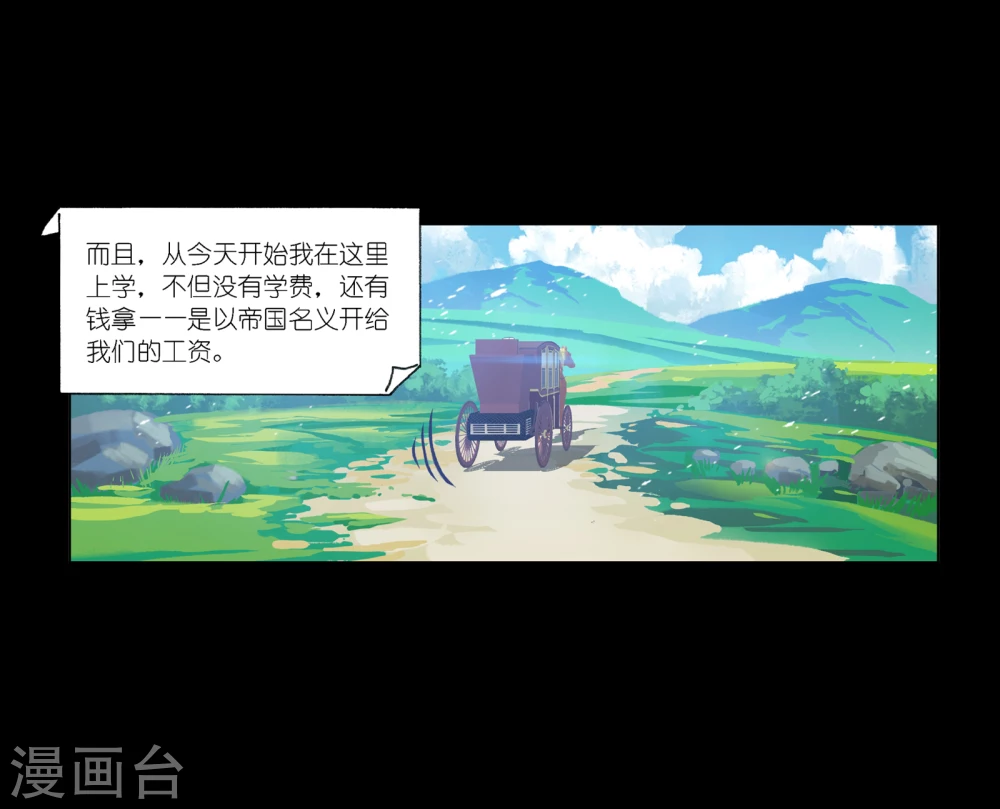 而且，从今天开始我在这里
上学，不但没有学费，还有
钱拿一一是以帝国名义开给
我们的工资。
漫画台